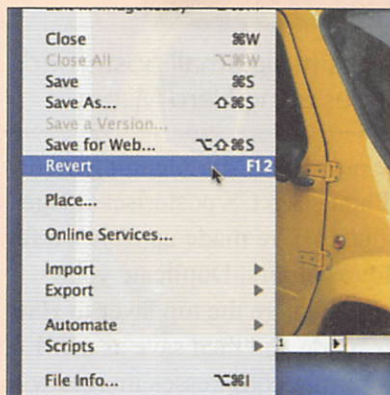 Close ⌘W
Close All ⌥⌘W
Save ⌘S
Save As... ⇧⌘S
Save a Version...
Save for Web... ⌥⇧⌘S
Revert F12
Place...
Online Services...
Import
Export
Automate
Scripts
1
File Info... ⌥⌘I